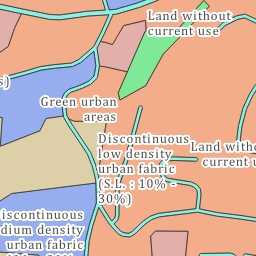 Land without
current use
s)
Green urban
areas
Discontinuous
low density
urban fabric
(S.L. : 10% -
30%)
Land
current u
iscontinuous
dium density
urban fabric